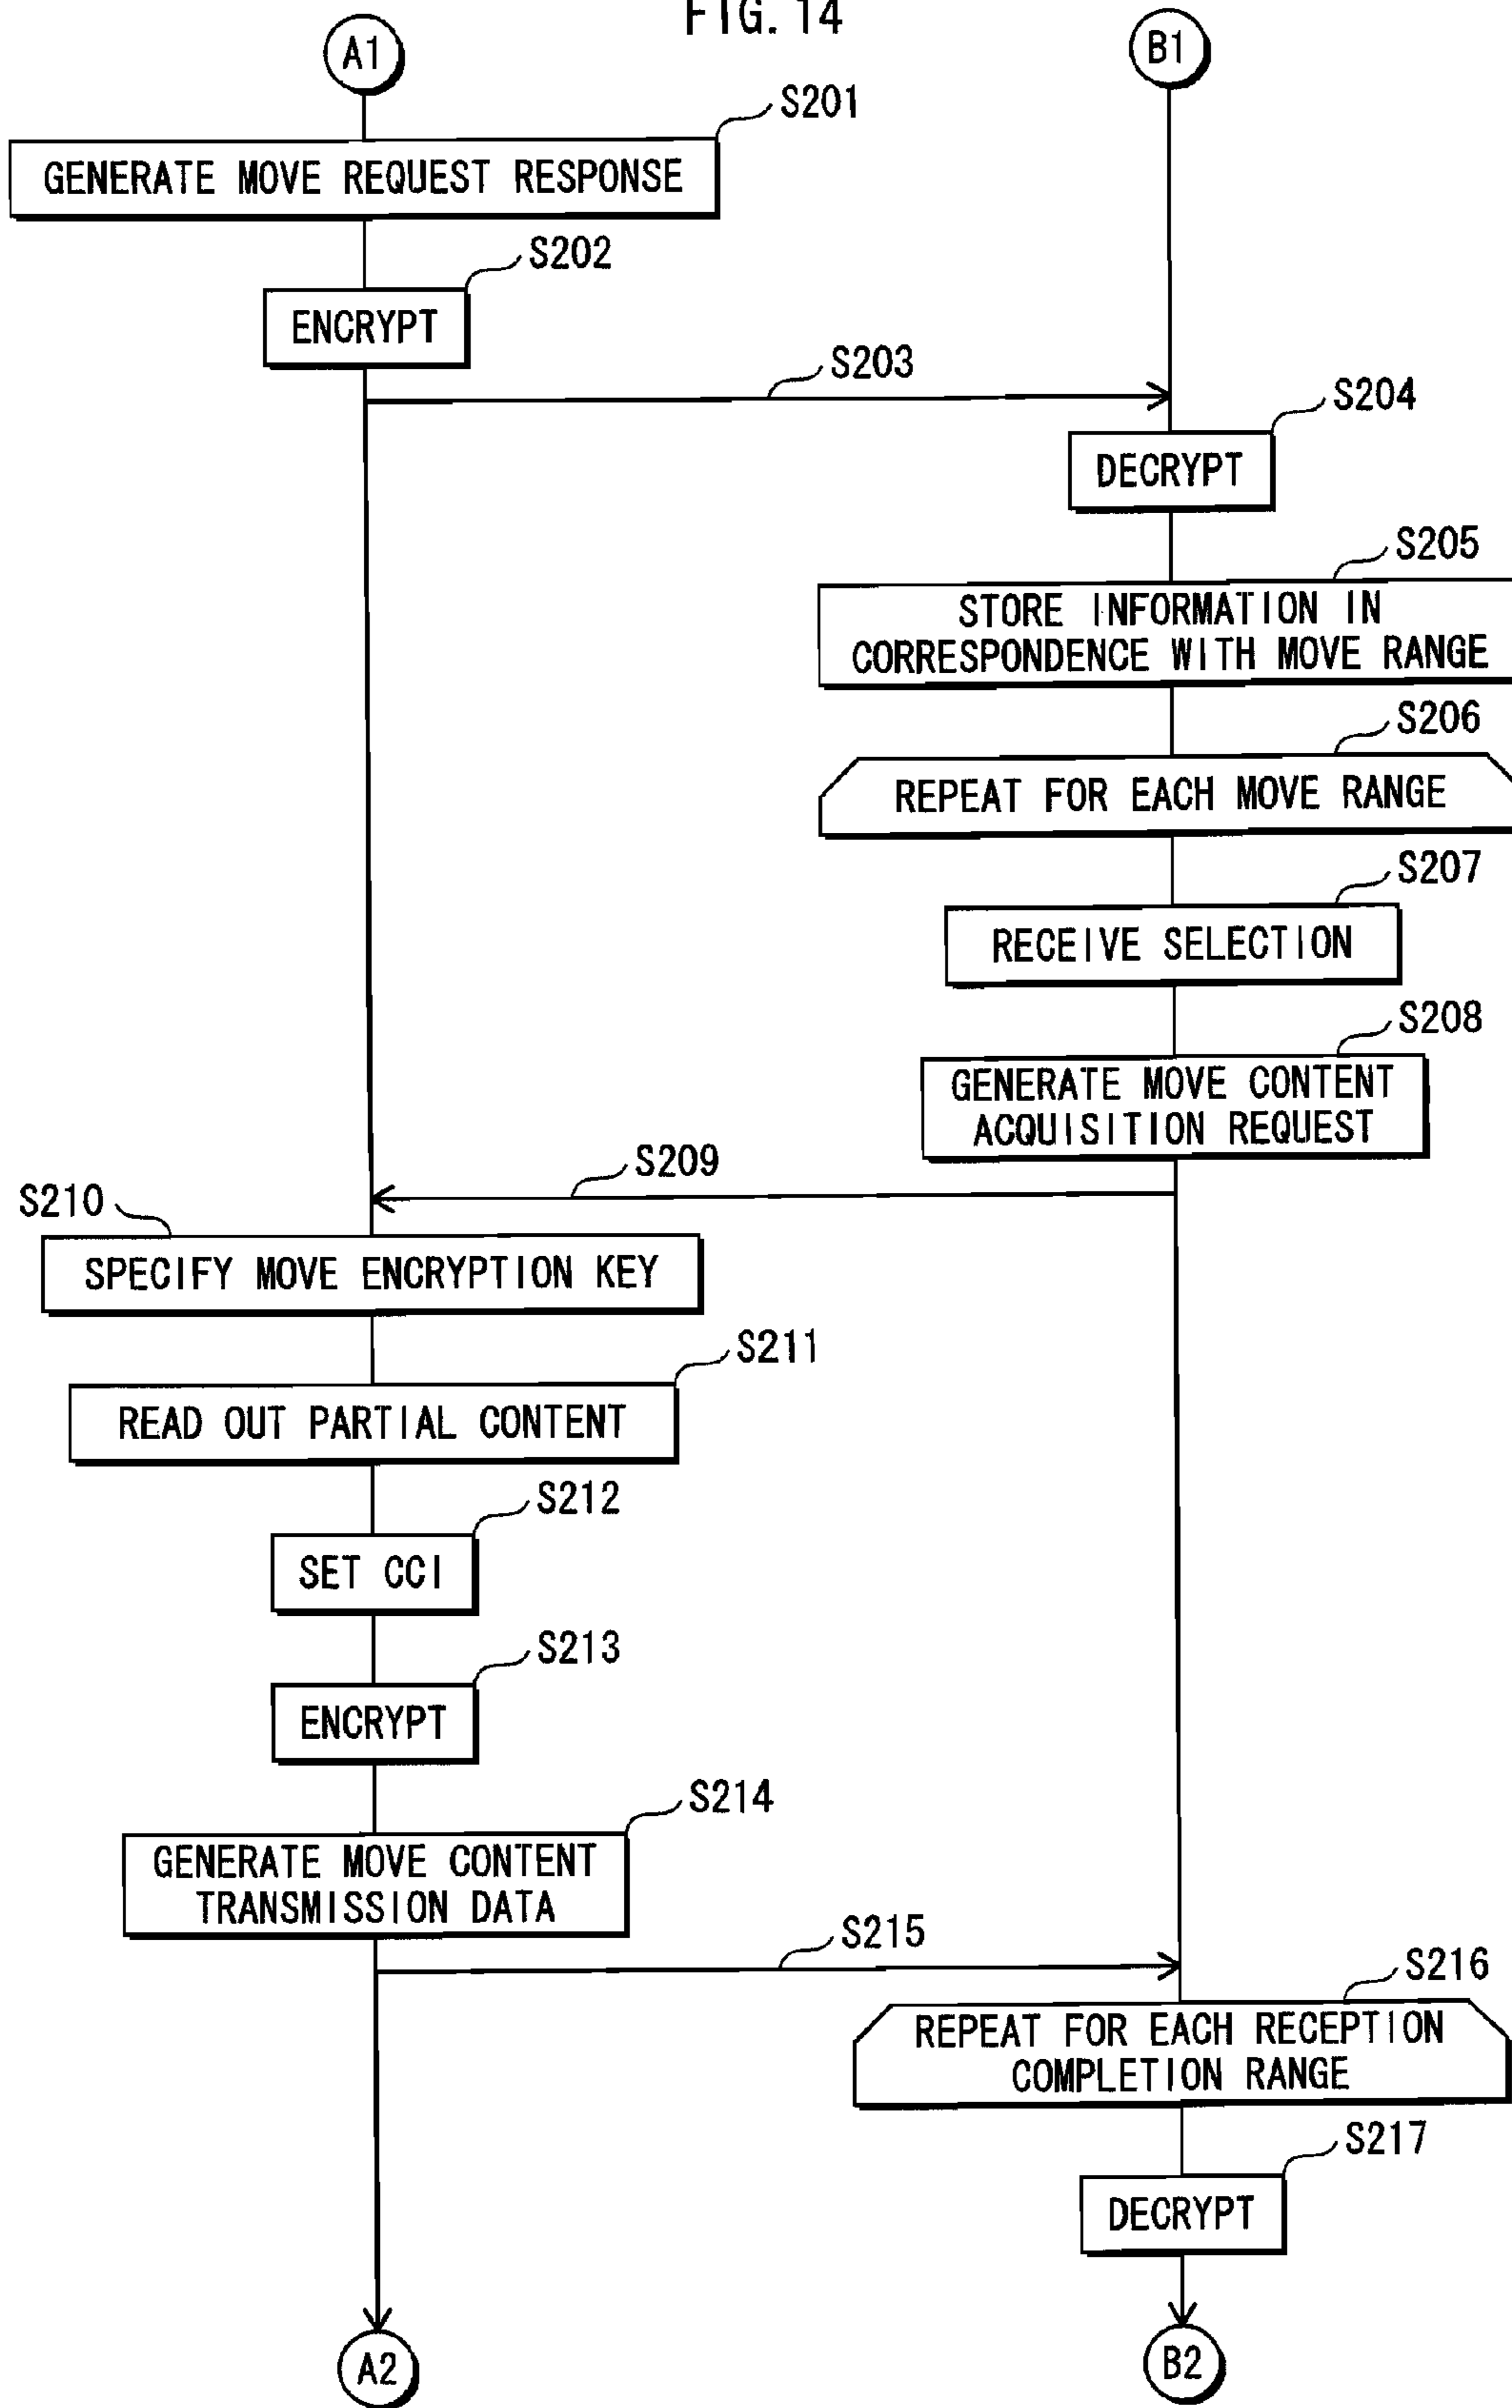 FIG. 14
A1
B1
S201
GENERATE MOVE REQUEST RESPONSE
S202
ENCRYPT
S203
S204
DECRYPT
S205
STORE INFORMATION IN
CORRESPONDENCE WITH MOVE RANGE
S206
REPEAT FOR EACH MOVE RANGE
S207
RECEIVE SELECTION
S208
GENERATE MOVE CONTENT
ACQUISITION REQUEST
S209
S210
SPECIFY MOVE ENCRYPTION KEY
S211
READ OUT PARTIAL CONTENT
S212
SET CCI
S213
ENCRYPT
S214
GENERATE MOVE CONTENT
TRANSMISSION DATA
S215
S216
REPEAT FOR EACH RECEPTION
COMPLETION RANGE
S217
DECRYPT
A2
B2